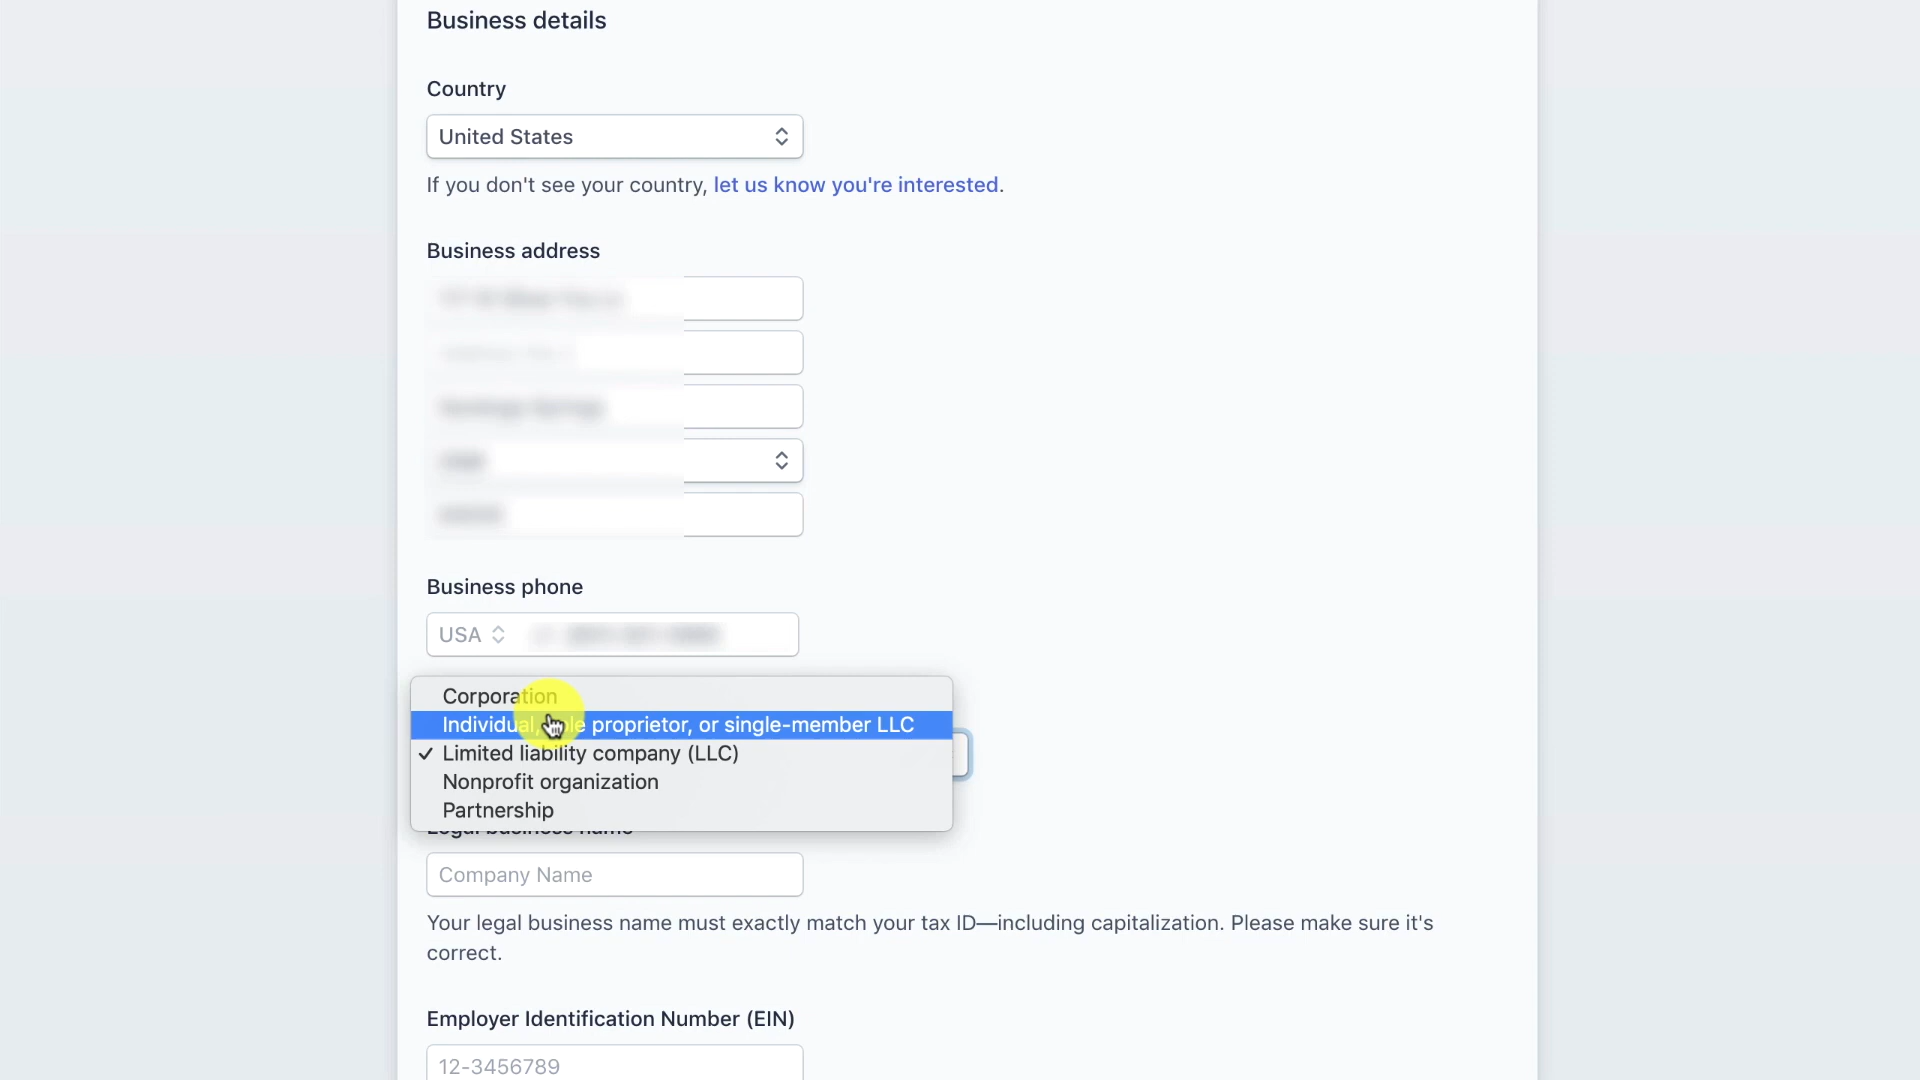 Business details
Country
United States
If you don't see your country, let us know you're interested.
Business address
Business phone
USA
Corporation
Individual, sole proprietor, or single-member LLC
Limited liability company (LLC)
Nonprofit organization
Partnership
Legal business name
Company Name
Your legal business name must exactly match your tax ID—including capitalization. Please make sure it's
correct.
Employer Identification Number (EIN)
12-3456789